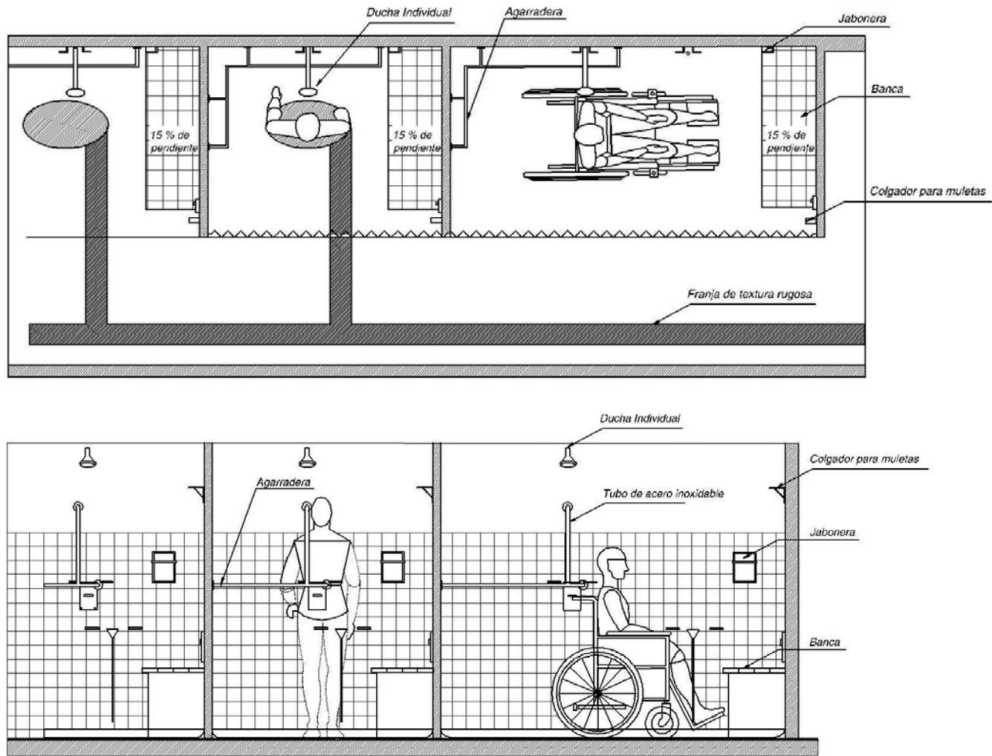 Ducha Individual
Agarradera
Jabonera
Banca
15 % de
pendiente
15 % de
pendiente
15 % de
pendiente
Colgador para muletas
Franja de textura rugosa
Ducha Individual
Colgador para muletas
Agarradera
Tubo de acero inoxidable
Jabonera
Banca